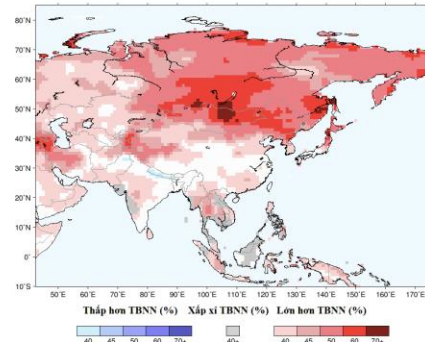 80°N
70°N
60°N
50°N
40°N
30°N
20°N
10°N
0°
10°S
50°E 60°E 70°E 80°E 90°E 100°E 110°E 120°E 130°E 140°E 150°E 160°E 170°E
Thấp hơn TBNN (%) Xấp xỉ TBNN (%) Lớn hơn TBNN (%)
40 45 50 60 70+ 40+ 40 45 50 60 70+